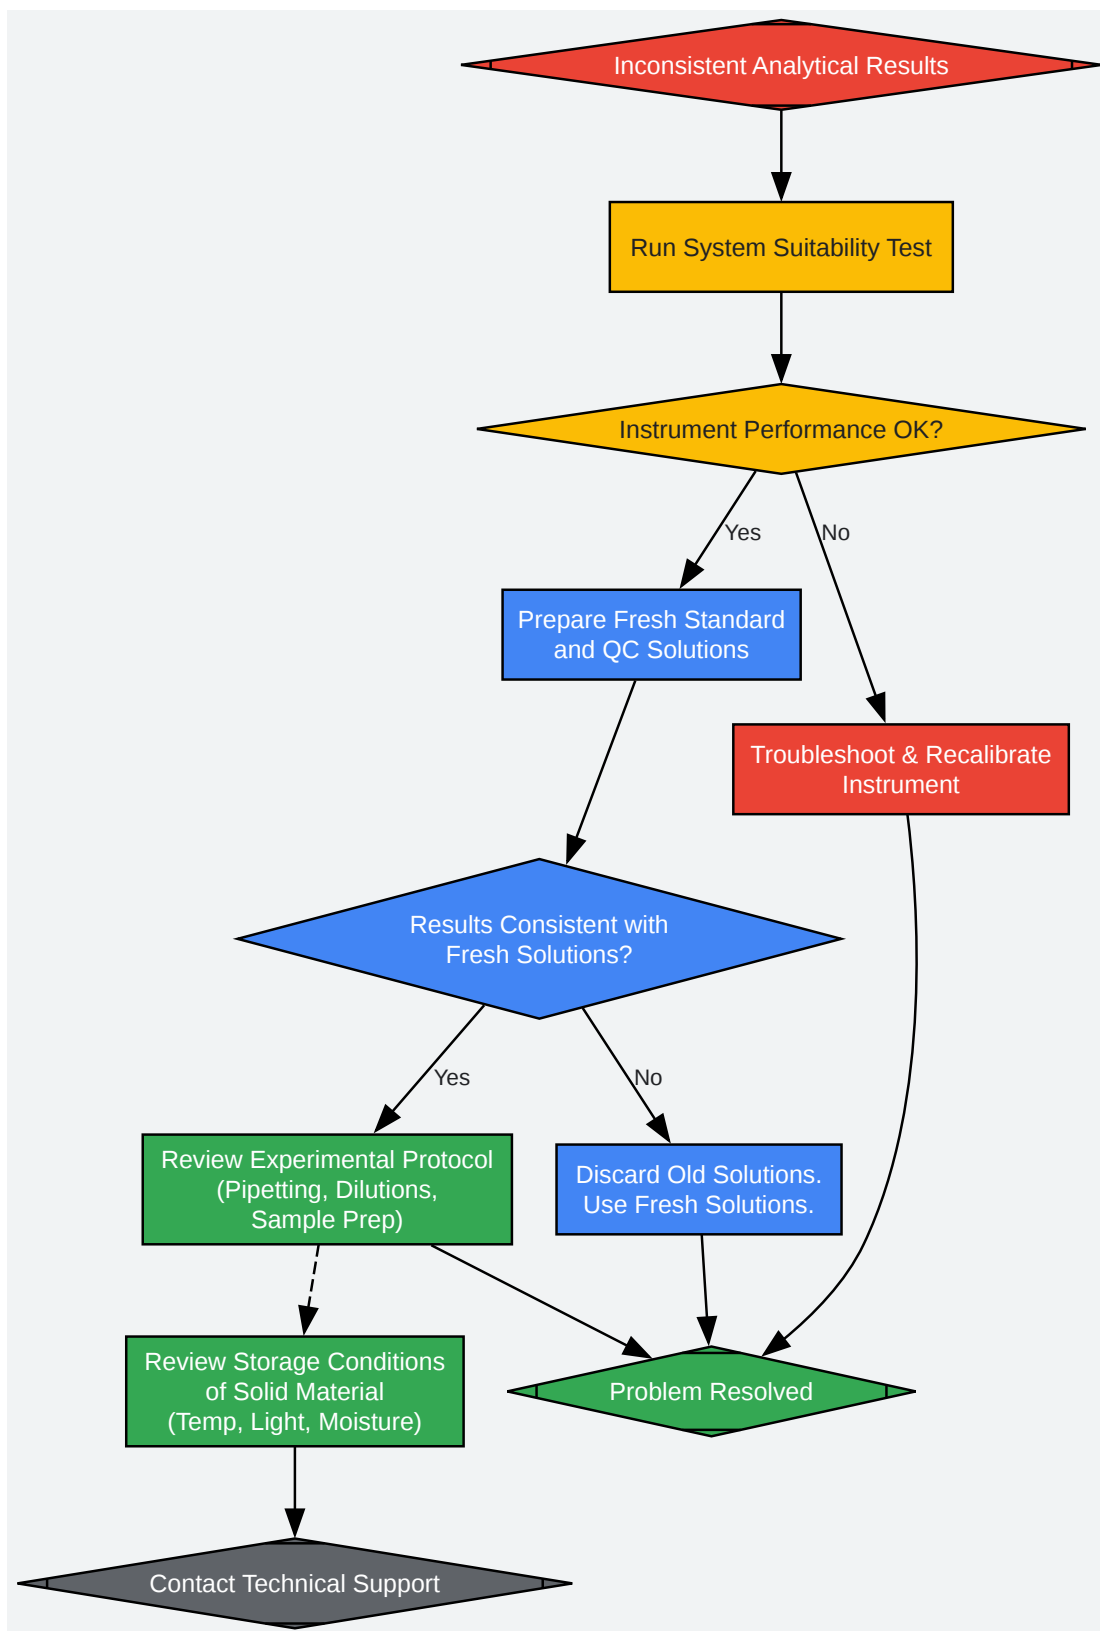 Inconsistent Analytical Results
Run System Suitability Test
Instrument Performance OK?
Yes
No
Prepare Fresh Standard
and QC Solutions
Troubleshoot & Recalibrate
Instrument
Results Consistent with
Fresh Solutions?
Yes
No
Review Experimental Protocol
(Pipetting, Dilutions,
Sample Prep)
Discard Old Solutions.
Use Fresh Solutions.
Review Storage Conditions
of Solid Material
(Temp, Light, Moisture)
Problem Resolved
Contact Technical Support